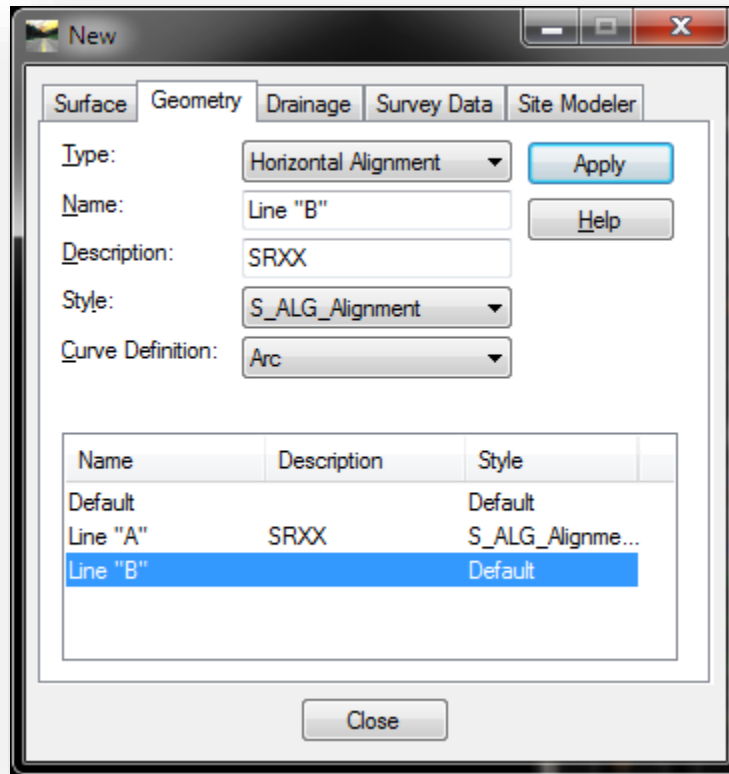 New
Surface Geometry Drainage Survey Data Site Modeler
Type: Horizontal Alignment Apply
Name: Line "B" Help
Description: SRXX
Style: S_ALG_Alignment
Curve Definition: Arc
Name Description Style
Default Default
Line "A" SRXX S_ALG_Alignme...
Line "B" Default
Close